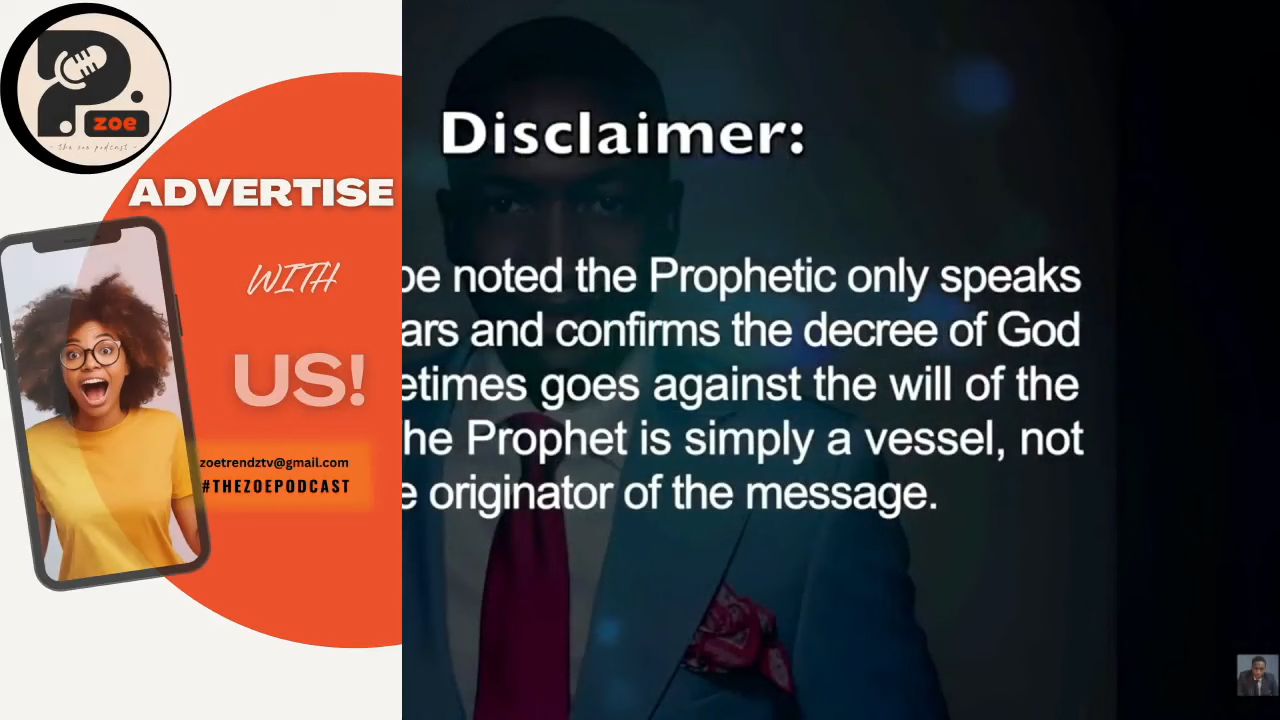 zoe
- the zoe podcast -
ADVERTISE
WITH
US!
zoetrendztv@gmail.com
#THEZOEPODCAST
Disclaimer:
be noted the Prophetic only speaks
ars and confirms the decree of God
etimes goes against the will of the
he Prophet is simply a vessel, not
e originator of the message.